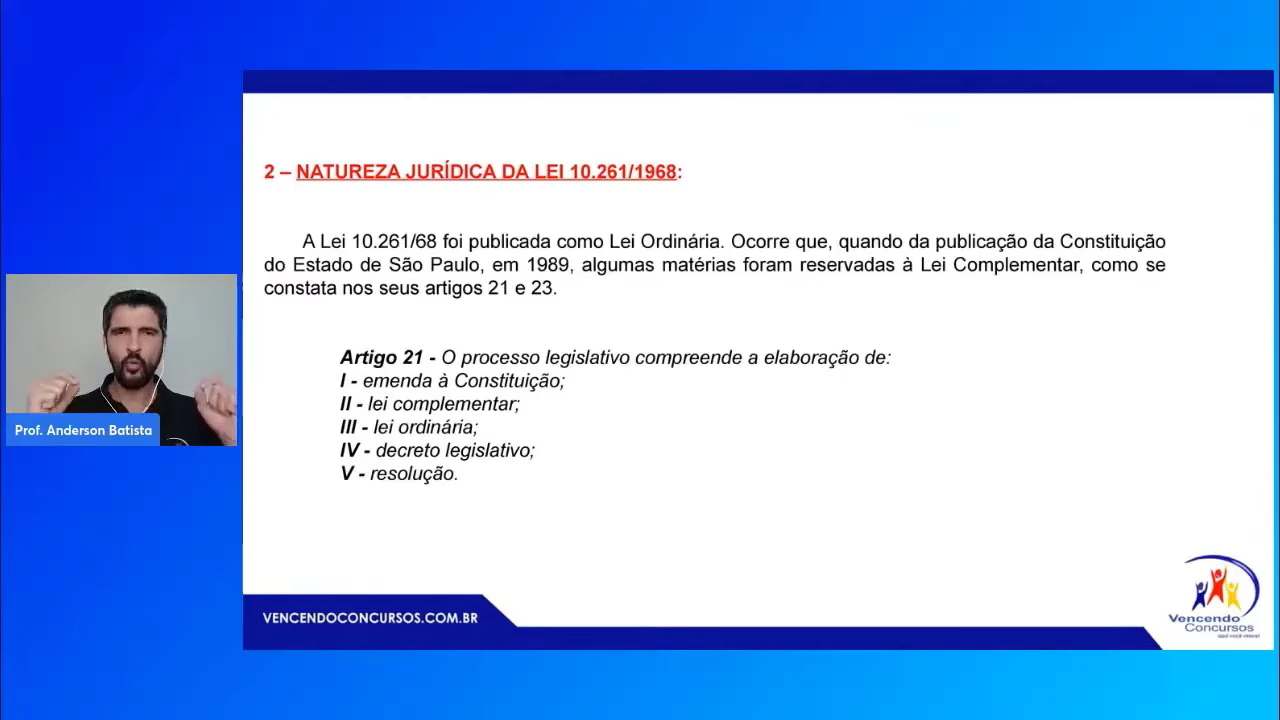 2 – NATUREZA JURÍDICA DA LEI 10.261/1968:
A Lei 10.261/68 foi publicada como Lei Ordinária. Ocorre que, quando da publicação da Constituição
do Estado de São Paulo, em 1989, algumas matérias foram reservadas à Lei Complementar, como se
constata nos seus artigos 21 e 23.
Artigo 21 - O processo legislativo compreende a elaboração de:
I - emenda à Constituição;
II - lei complementar;
III - lei ordinária;
IV - decreto legislativo;
V - resolução.
Prof. Anderson Batista
VENCENDOCONCURSOS.COM.BR
Vencendo
Concursos
aqui você vence!